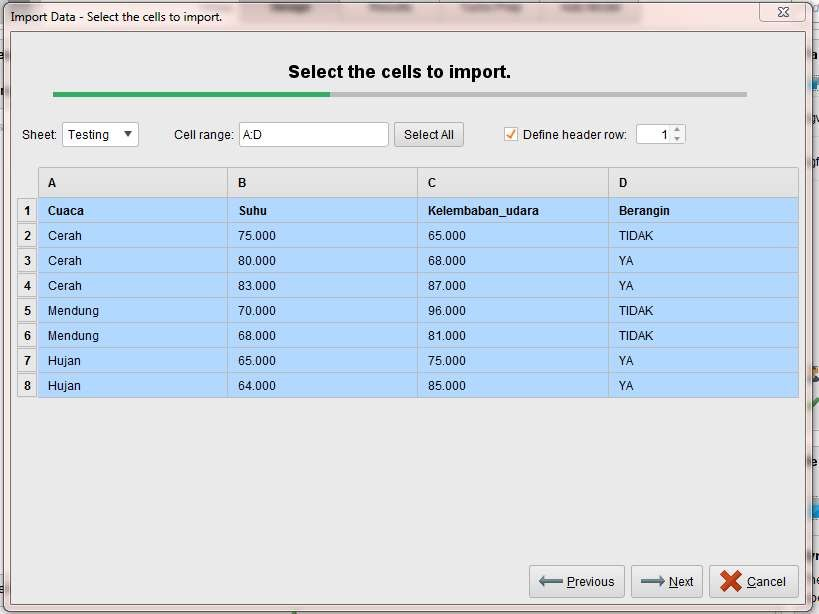 Import Data - Select the cells to import.
Select the cells to import.
Sheet: Testing Cell range: A:D Select All Define header row: 1
A B C D
1 Cuaca Suhu Kelembaban_udara Berangin
2 Cerah 75.000 65.000 TIDAK
3 Cerah 80.000 68.000 YA
4 Cerah 83.000 87.000 YA
5 Mendung 70.000 96.000 TIDAK
6 Mendung 68.000 81.000 TIDAK
7 Hujan 65.000 75.000 YA
8 Hujan 64.000 85.000 YA
Previous Next Cancel